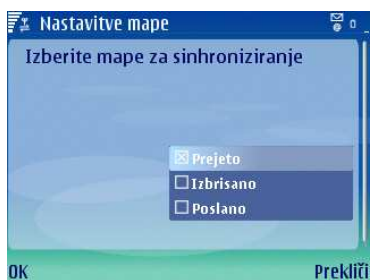 Nastavitve mape
Izberite mape za sinhroniziranje
Prejeto
Izbrisano
Poslano
OK
Prekliči